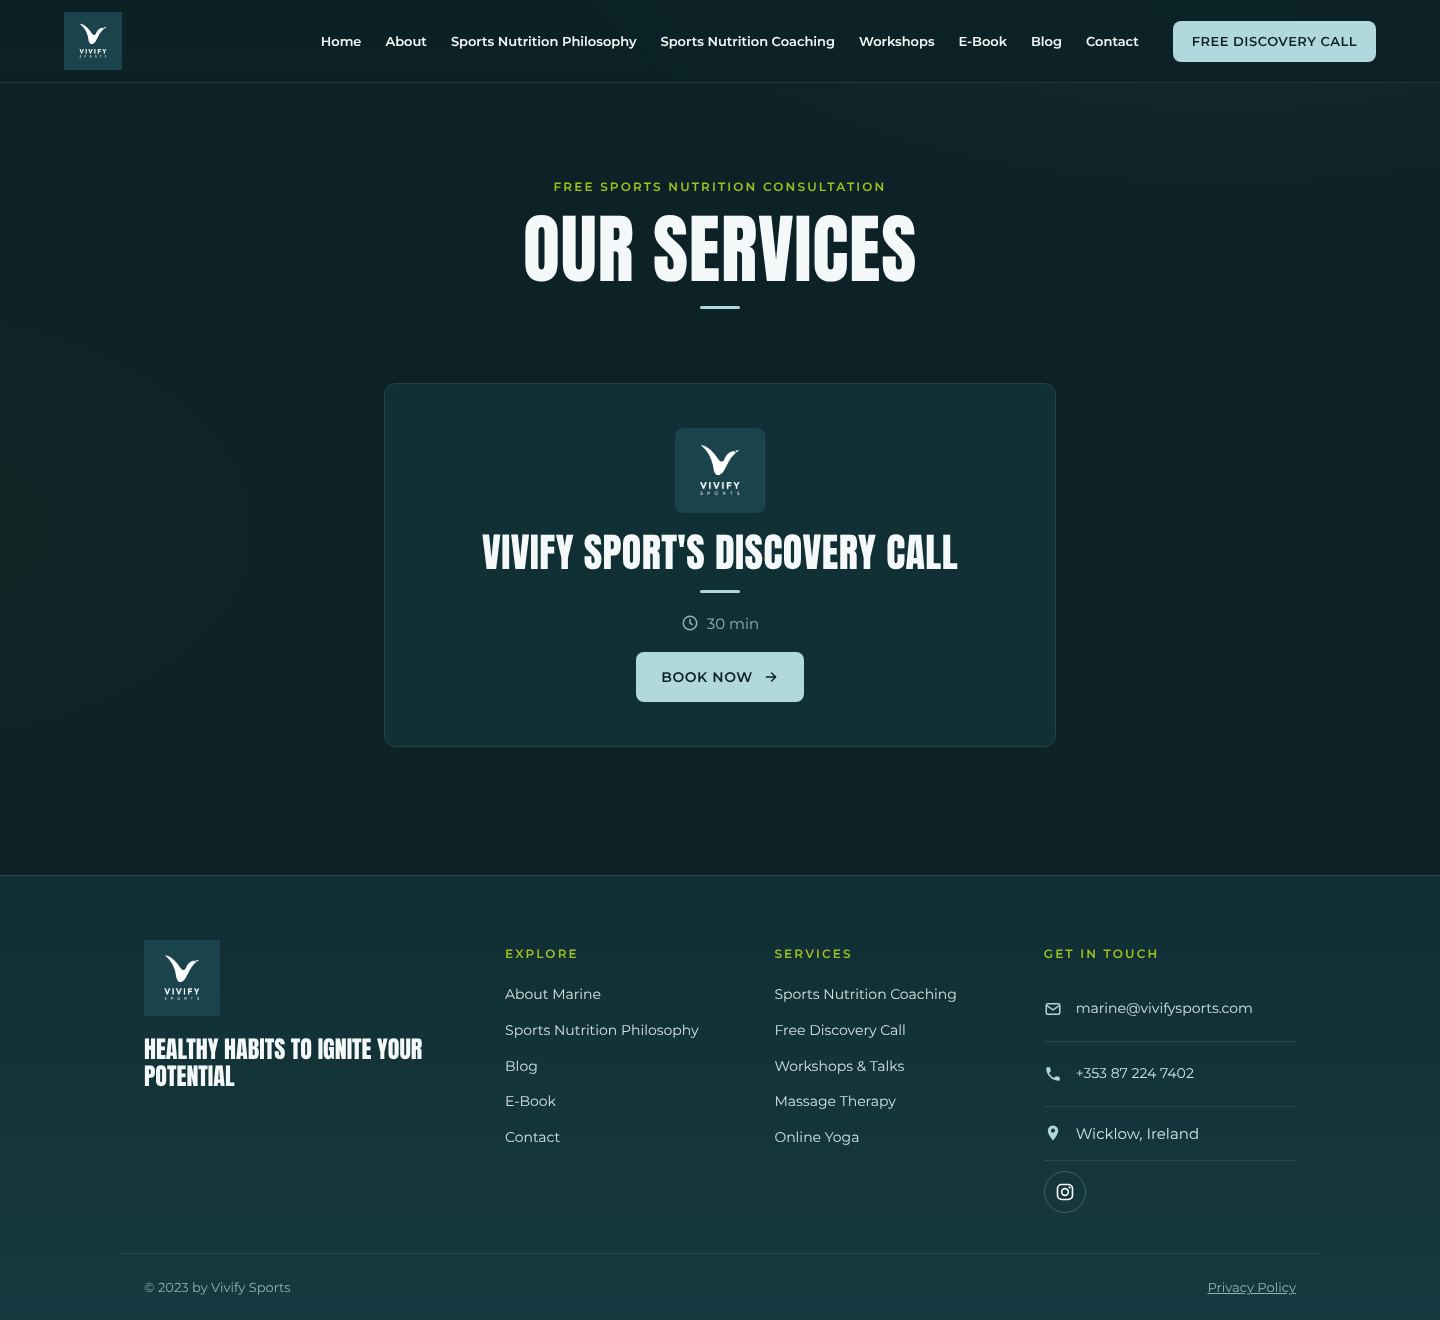 VIVIFY
SPORTS
Home
About
Sports Nutrition Philosophy
Sports Nutrition Coaching
Workshops
E-Book
Blog
Contact
FREE DISCOVERY CALL
FREE SPORTS NUTRITION CONSULTATION
OUR SERVICES
VIVIFY
SPORTS
VIVIFY SPORT'S DISCOVERY CALL
30 min
BOOK NOW
VIVIFY
SPORTS
HEALTHY HABITS TO IGNITE YOUR
POTENTIAL
EXPLORE
About Marine
Sports Nutrition Philosophy
Blog
E-Book
Contact
SERVICES
Sports Nutrition Coaching
Free Discovery Call
Workshops & Talks
Massage Therapy
Online Yoga
GET IN TOUCH
marine@vivifysports.com
+353 87 224 7402
Wicklow, Ireland
© 2023 by Vivify Sports
Privacy Policy